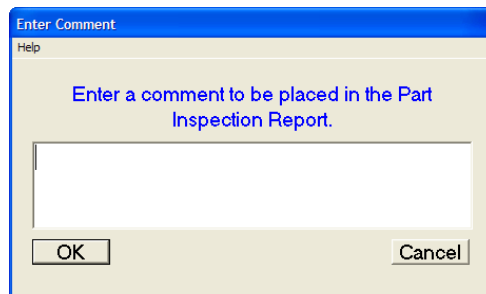 Enter Comment
Help
Enter a comment to be placed in the Part
Inspection Report.
OK
Cancel